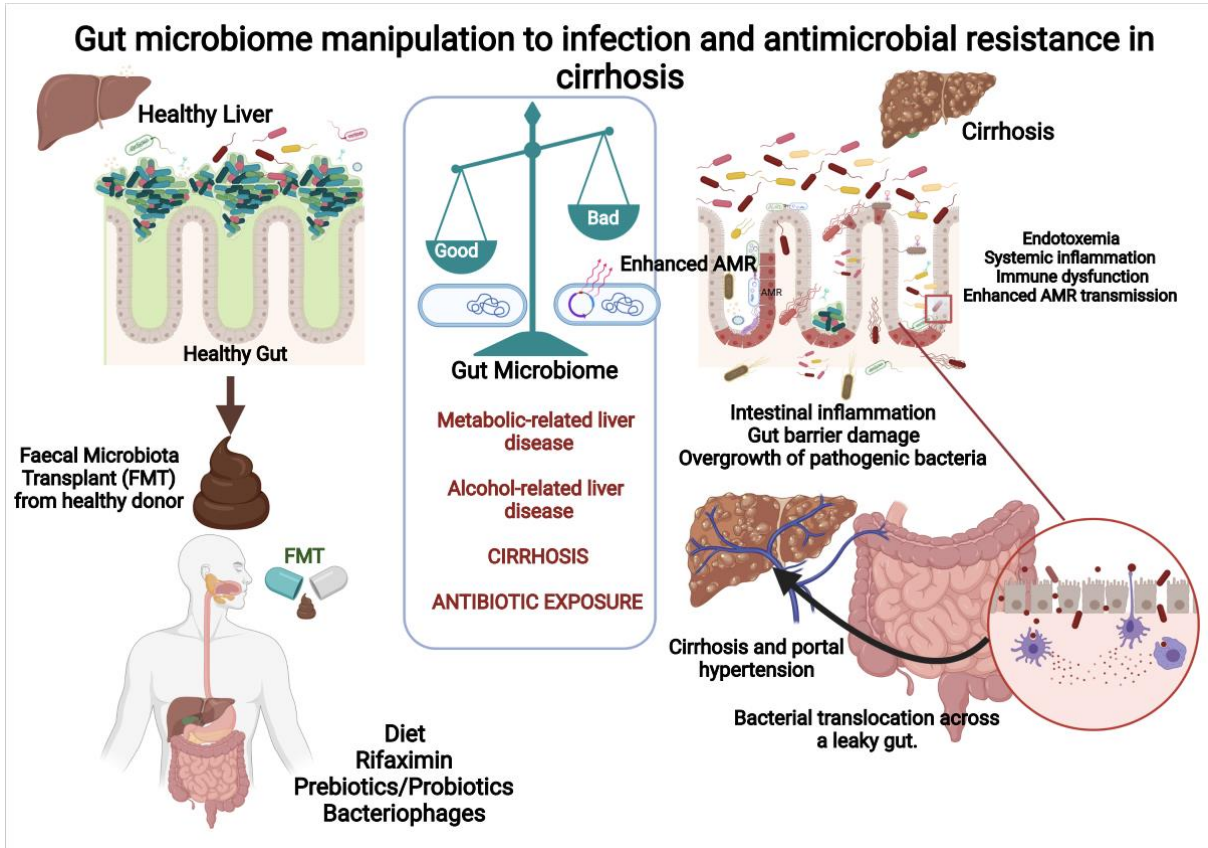 Gut microbiome manipulation to infection and antimicrobial resistance in
cirrhosis
Healthy Liver
Healthy Gut
Faecal Microbiota
Transplant (FMT)
from healthy donor
FMT
Diet
Rifaximin
Prebiotics/Probiotics
Bacteriophages
Good
Bad
Enhanced AMR
Gut Microbiome
Metabolic-related liver
disease
Alcohol-related liver
disease
CIRRHOSIS
ANTIBIOTIC EXPOSURE
Cirrhosis
AMR
Endotoxemia
Systemic inflammation
Immune dysfunction
Enhanced AMR transmission
Intestinal inflammation
Gut barrier damage
Overgrowth of pathogenic bacteria
Cirrhosis and portal
hypertension
Bacterial translocation across
a leaky gut.